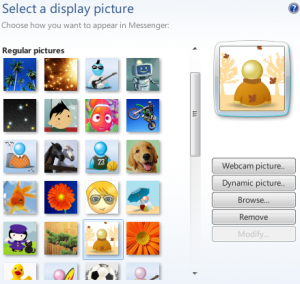 Select a display picture
Choose how you want to appear in Messenger:
Regular pictures
Webcam picture..
Dynamic picture..
Browse...
Remove
Modify...